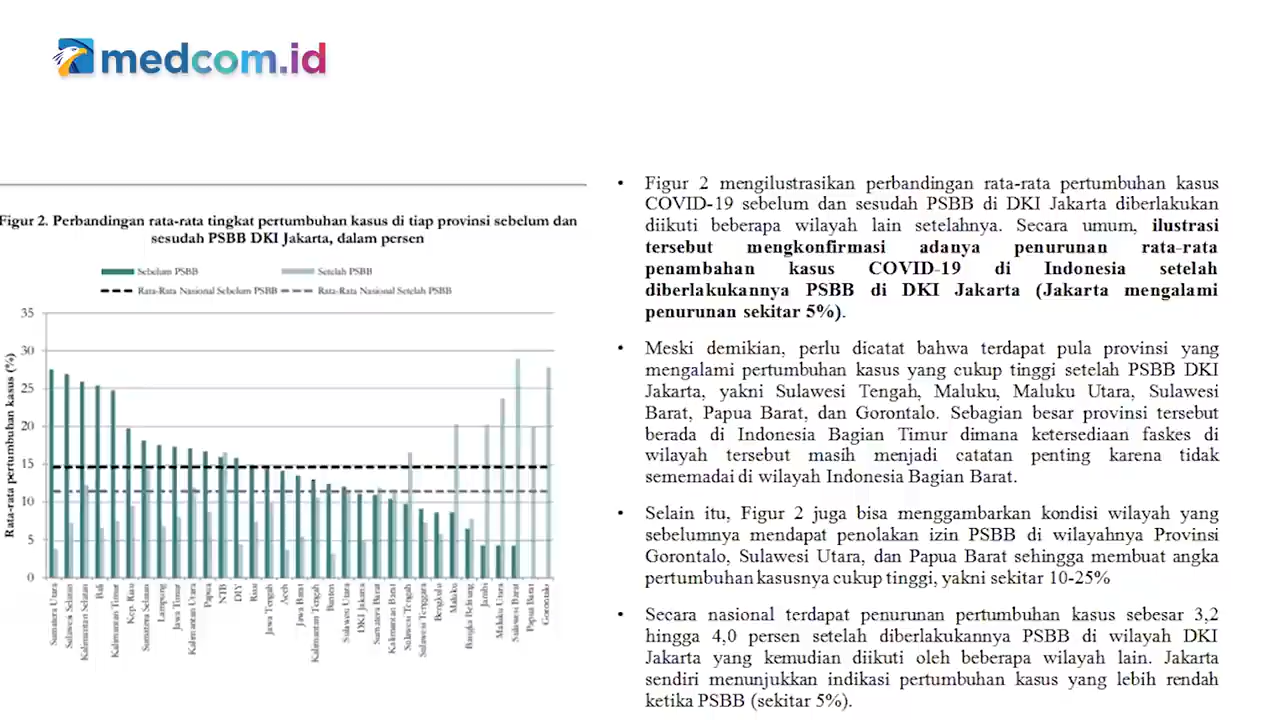 medcom.id
Figur 2. Perbandingan rata-rata tingkat pertumbuhan kasus di tiap provinsi sebelum dan
sesudah PSBB DKI Jakarta, dalam persen
Sebelum PSBB
Setelah PSBB
Rata-Rata Nasional Sebelum PSBB
Rata-Rata Nasional Setelah PSBB
Rata-rata pertumbuhan kasus (%)
35
30
25
20
15
10
5
0
Sumatera Utara
Sulawesi Selatan
Kalimantan Selatan
Bali
Kalimantan Timur
Kep. Riau
Sumatera Selatan
Lampung
Jawa Timur
Kalimantan Utara
Papua
NTB
DIY
Riau
Jawa Tengah
Aceh
Jawa Barat
Kalimantan Tengah
Banten
Sulawesi Utara
DKI Jakarta
Sumatera Barat
Kalimantan Barat
Sulawesi Tengah
Sulawesi Tenggara
Bengkulu
Maluku
Bangka Belitung
Jambi
Maluku Utara
Sulawesi Barat
Papua Barat
Gorontalo
• Figur 2 mengilustrasikan perbandingan rata-rata pertumbuhan kasus
COVID-19 sebelum dan sesudah PSBB di DKI Jakarta diberlakukan
diikuti beberapa wilayah lain setelahnya. Secara umum, ilustrasi
tersebut mengkonfirmasi adanya penurunan rata-rata
penambahan kasus COVID-19 di Indonesia setelah
diberlakukannya PSBB di DKI Jakarta (Jakarta mengalami
penurunan sekitar 5%).
• Meski demikian, perlu dicatat bahwa terdapat pula provinsi yang
mengalami pertumbuhan kasus yang cukup tinggi setelah PSBB DKI
Jakarta, yakni Sulawesi Tengah, Maluku, Maluku Utara, Sulawesi
Barat, Papua Barat, dan Gorontalo. Sebagian besar provinsi tersebut
berada di Indonesia Bagian Timur dimana ketersediaan faskes di
wilayah tersebut masih menjadi catatan penting karena tidak
sememadai di wilayah Indonesia Bagian Barat.
• Selain itu, Figur 2 juga bisa menggambarkan kondisi wilayah yang
sebelumnya mendapat penolakan izin PSBB di wilayahnya Provinsi
Gorontalo, Sulawesi Utara, dan Papua Barat sehingga membuat angka
pertumbuhan kasusnya cukup tinggi, yakni sekitar 10-25%
• Secara nasional terdapat penurunan pertumbuhan kasus sebesar 3,2
hingga 4,0 persen setelah diberlakukannya PSBB di wilayah DKI
Jakarta yang kemudian diikuti oleh beberapa wilayah lain. Jakarta
sendiri menunjukkan indikasi pertumbuhan kasus yang lebih rendah
ketika PSBB (sekitar 5%).